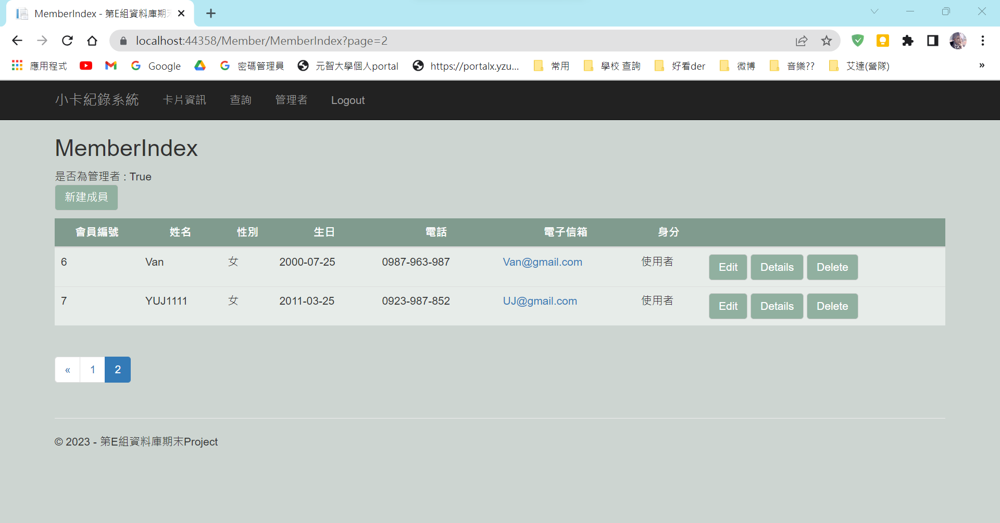 MemberIndex - 第E組資料庫期
localhost:44358/Member/MemberIndex?page=2
應用程式 Google 密碼管理員 元智大學個人portal https://portalx.yzu... 常用 學校 查詢 好看der 微博 音樂?? 艾達(營隊) »
小卡紀錄系統 卡片資訊 查詢 管理者 Logout
MemberIndex
是否為管理者 : True
新建成員
會員編號 姓名 性別 生日 電話 電子信箱 身分
6 Van 女 2000-07-25 0987-963-987 Van@gmail.com 使用者 Edit Details Delete
7 YUJ1111 女 2011-03-25 0923-987-852 UJ@gmail.com 使用者 Edit Details Delete
« 1 2
© 2023 - 第E組資料庫期末Project